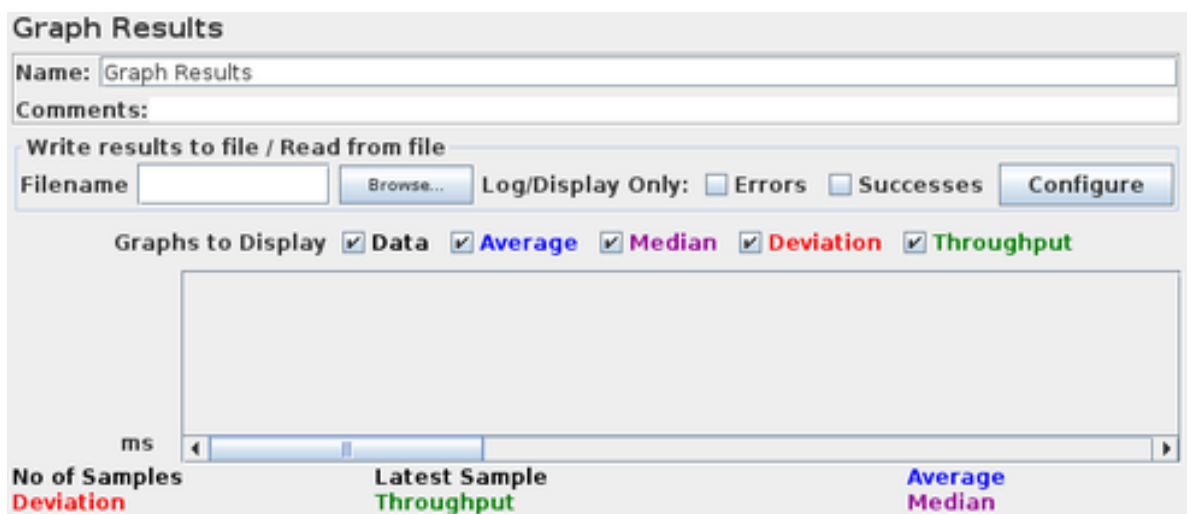 Graph Results
Name: Graph Results
Comments:
Write results to file / Read from file
Filename Browse... Log/Display Only: Errors Successes Configure
Graphs to Display Data Average Median Deviation Throughput
ms
No of Samples Latest Sample Average
Deviation Throughput Median